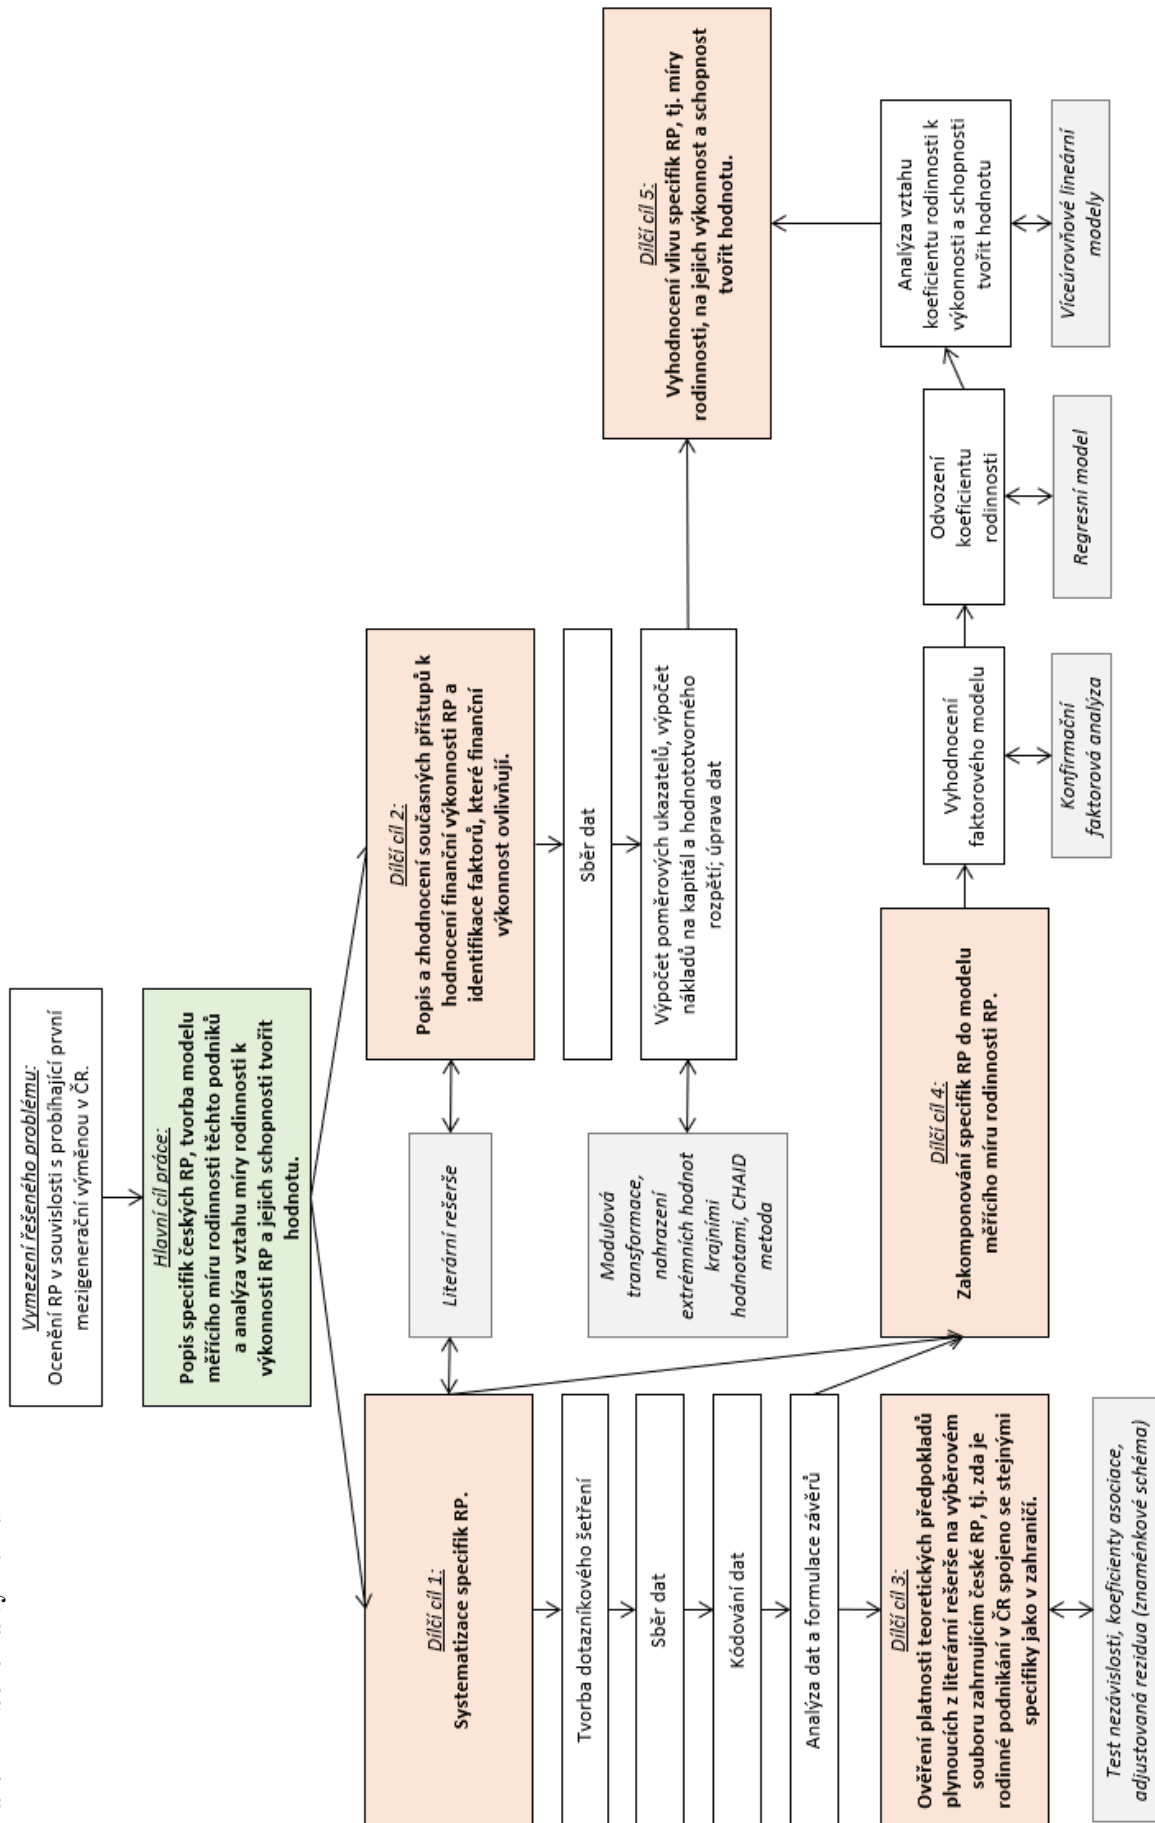 Vymezení řešeného problému:
Ocenění RP v souvislosti s probíhající první
mezigenerační výměnou v ČR.
Hlavní cíl práce:
Popis specifik českých RP, tvorba modelu
měřícího míru rodinnosti těchto podniků
a analýza vztahu míry rodinnosti k
výkonnosti RP a jejich schopnosti tvořit
hodnotu.
Dílčí cíl 1:
Systematizace specifik RP.
Literární rešerše
Dílčí cíl 2:
Popis a zhodnocení současných přístupů k
hodnocení finanční výkonnosti RP a
identifikace faktorů, které finanční
výkonnost ovlivňují.
Tvorba dotazníkového šetření
Sběr dat
Kódování dat
Analýza dat a formulace závěrů
Sběr dat
Modulová
transformace,
nahrazení
extrémních hodnot
krajními
hodnotami, CHAID
metoda
Výpočet poměrových ukazatelů, výpočet
nákladů na kapitál a hodnototvorného
rozpětí; úprava dat
Dílčí cíl 5:
Vyhodnocení vlivu specifik RP, tj. míry
rodinnosti, na jejich výkonnost a schopnost
tvořit hodnotu.
Dílčí cíl 3:
Ověření platnosti teoretických předpokladů
plynoucích z literární rešerše na výběrovém
souboru zahrnujícím české RP, tj. zda je
rodinné podnikání v ČR spojeno se stejnými
specifiky jako v zahraničí.
Dílčí cíl 4:
Zakomponování specifik RP do modelu
měřícího míru rodinnosti RP.
Vyhodnocení
faktorového modelu
Odvození
koeficientu
rodinnosti
Analýza vztahu
koeficientu rodinnosti k
výkonnosti a schopnosti
tvořit hodnotu
Test nezávislosti, koeficienty asociace,
adjustovaná rezidua (znaménkové schéma)
Konfirmační
faktorová analýza
Regresní model
Víceúrovňové lineární
modely